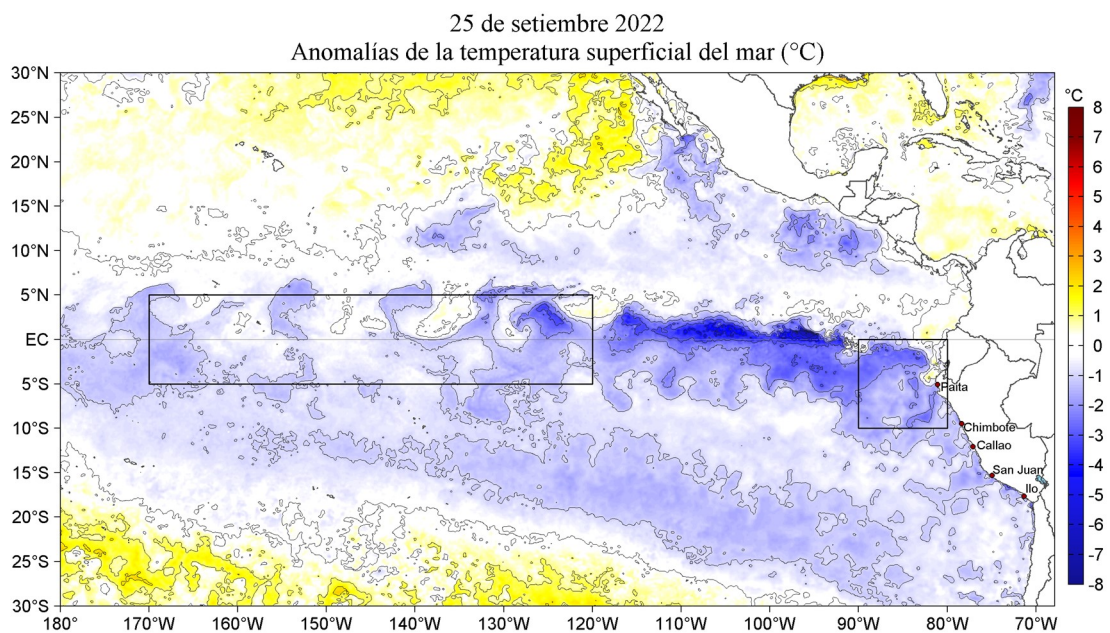 25 de setiembre 2022
Anomalías de la temperatura superficial del mar (°C)
30°N
25°N
20°N
15°N
10°N
5°N
EC
5°S
10°S
15°S
20°S
25°S
30°S
180
170°W
160°W
150°W
140°W
130°W
120°W
110°W
100°W
90°W
80°W
70°W
Paita
Chimbote
Callao
San Juan
Ilo
°C
8
7
6
5
4
3
2
1
0
-1
-2
-3
-4
-5
-6
-7
-8